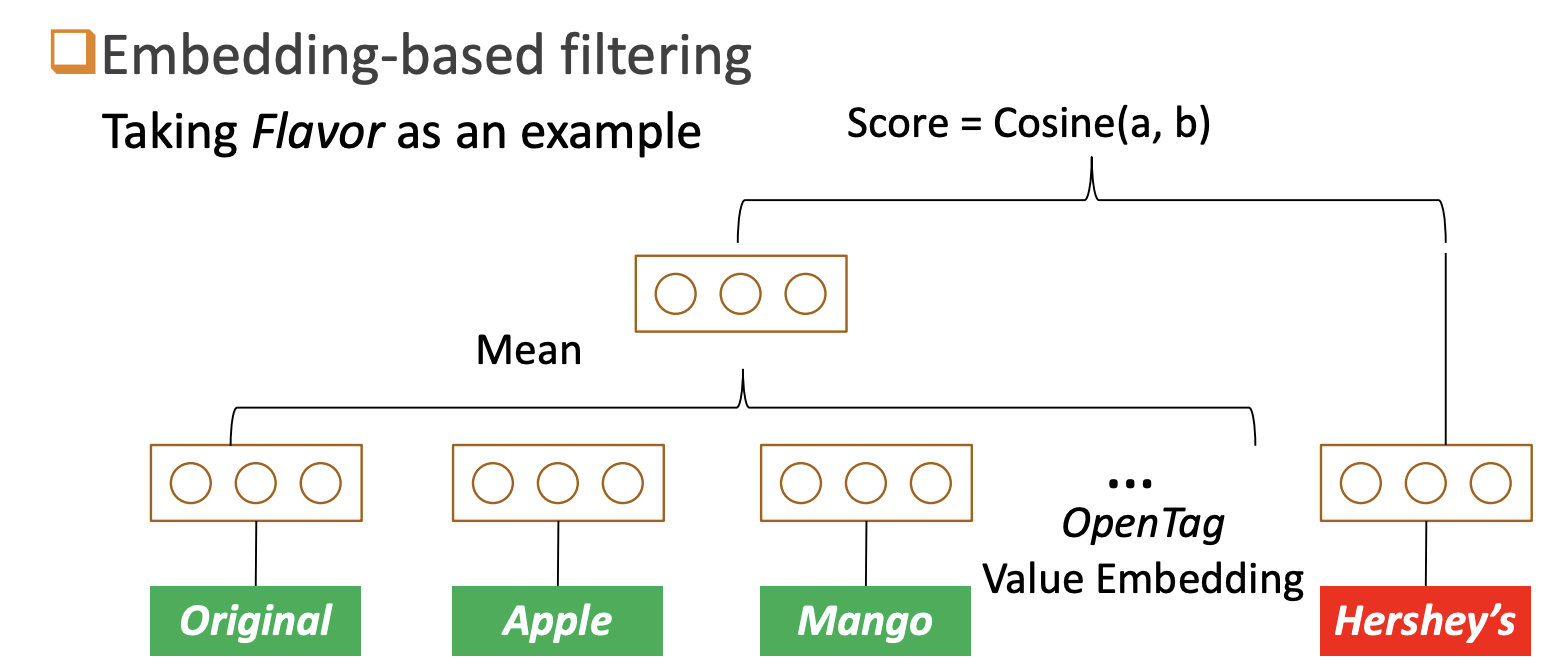 Embedding-based filtering
Taking Flavor as an example
Score = Cosine(a, b)
Mean
...
OpenTag
Value Embedding
Original
Apple
Mango
Hershey’s